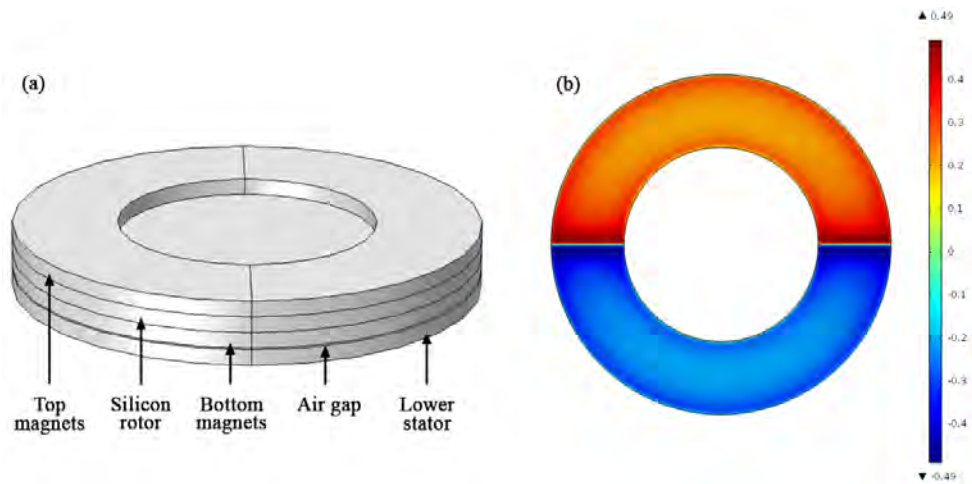 (a)
Top magnets
Silicon rotor
Bottom magnets
Air gap
Lower stator
(b)
▲ 0.49
0.4
0.3
0.2
0.1
0
-0.1
-0.2
-0.3
-0.4
▼ -0.49